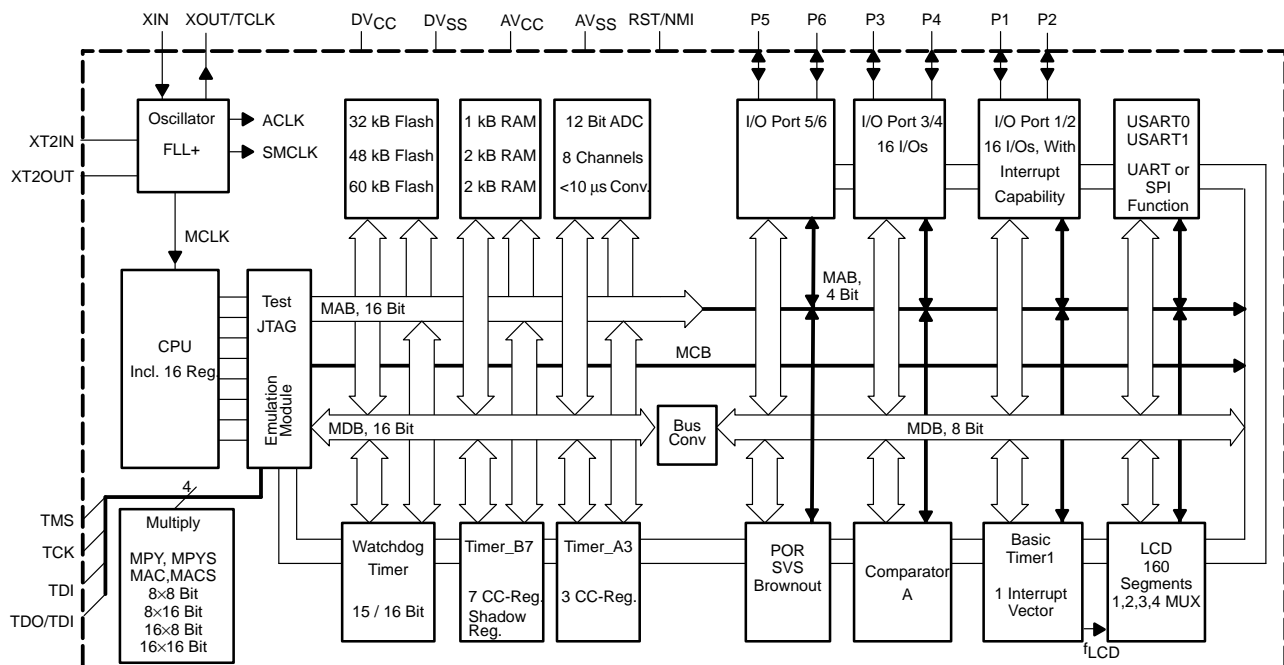 XIN
XOUT/TCLK
DVCC
DVSS
AVCC
AVSS
RST/NMI
P5
P6
P3
P4
P1
P2
Oscillator
FLL+
ACLK
SMCLK
XT2IN
XT2OUT
MCLK
32 kB Flash
48 kB Flash
60 kB Flash
1 kB RAM
2 kB RAM
2 kB RAM
12 Bit ADC
8 Channels
<10 µs Conv.
I/O Port 5/6
I/O Port 3/4
16 I/Os
I/O Port 1/2
16 I/Os, With
Interrupt
Capability
USART0
USART1
UART or
SPI
Function
CPU
Incl. 16 Reg.
Test
JTAG
Emulation
Module
MAB, 16 Bit
MAB,
4 Bit
MCB
MDB, 16 Bit
Bus
Conv
MDB, 8 Bit
4
TMS
TCK
TDI
TDO/TDI
Multiply
MPY, MPYS
MAC,MACS
8×8 Bit
8×16 Bit
16×8 Bit
16×16 Bit
Watchdog
Timer
15 / 16 Bit
Timer_B7
7 CC-Reg.
Shadow
Reg.
Timer_A3
3 CC-Reg.
POR
SVS
Brownout
Comparator
A
Basic
Timer1
1 Interrupt
Vector
fLCD
LCD
160
Segments
1,2,3,4 MUX